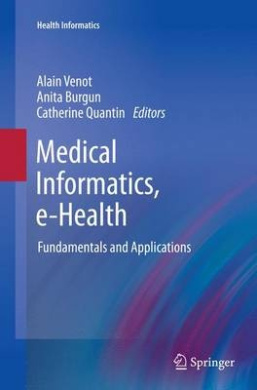 Health Informatics
Alain Venot
Anita Burgun
Catherine Quantin Editors
Medical
Informatics,
e-Health
Fundamentals and Applications
Springer